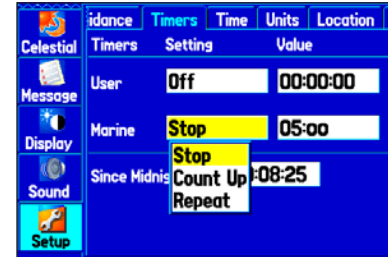 idance Timers Time Units Location
Celestial
Timers Setting Value
Message
User Off 00:00:00
Display
Marine Stop 05:00
Stop
Count Up
Repeat
Since Midnig :08:25
Sound
Setup